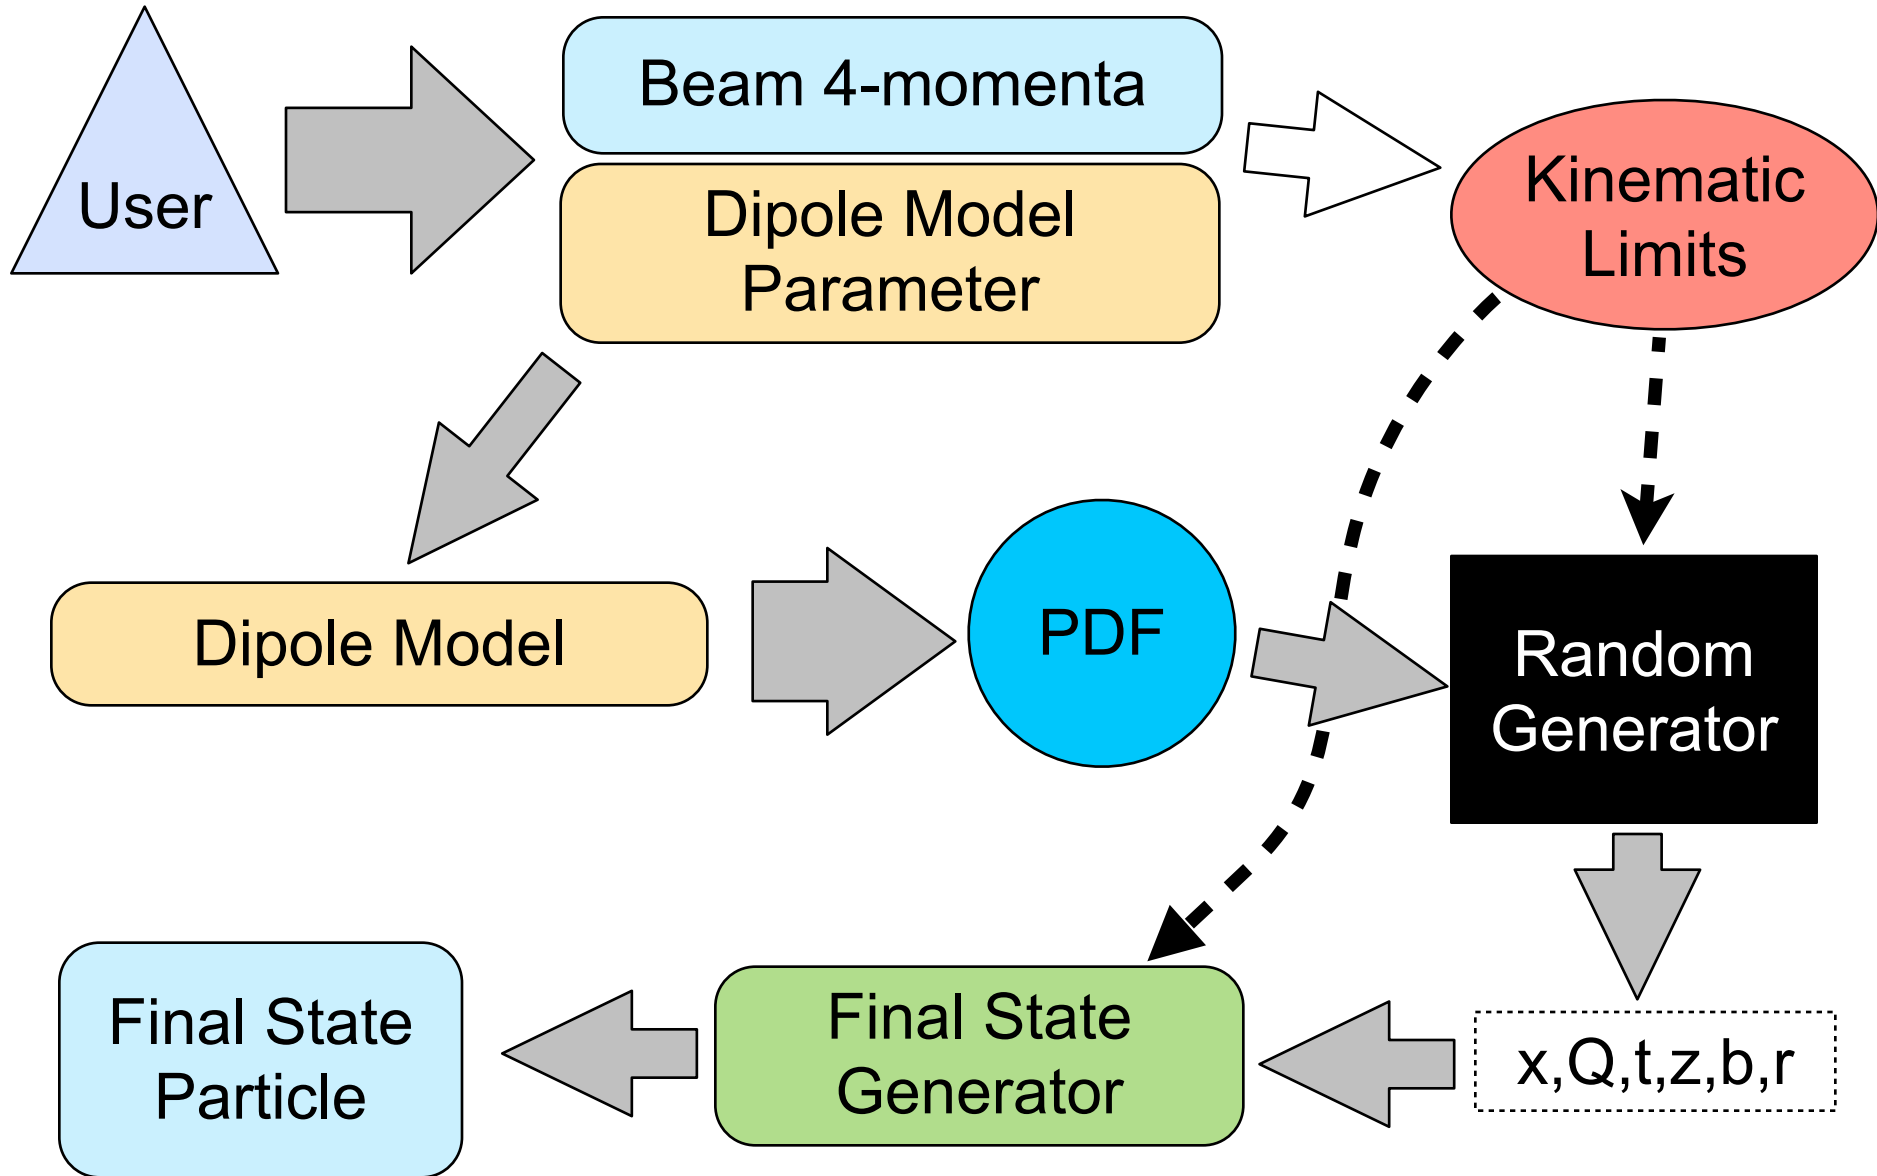 User
Beam 4-momenta
Dipole Model
Parameter
Kinematic
Limits
Dipole Model
PDF
Random
Generator
x,Q,t,z,b,r
Final State
Generator
Final State
Particle